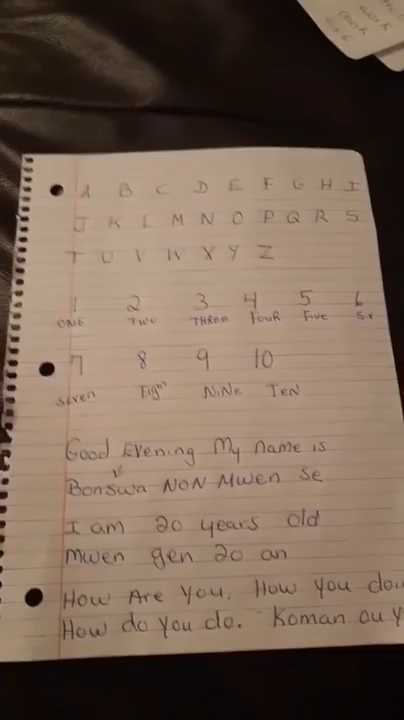 A B C D E F G H I
J K L M N O P Q R S
T U V W X Y Z
1 2 3 4 5 6
ONE TWO THREE FOUR Five Six
7 8 9 10
Seven Eight NiNe TeN
Good Evening My name is
Bonswa NON Mwen se
I am 20 years old
Mwen gen 20 an
How Are You. How you do.
How do you do. Koman ou y